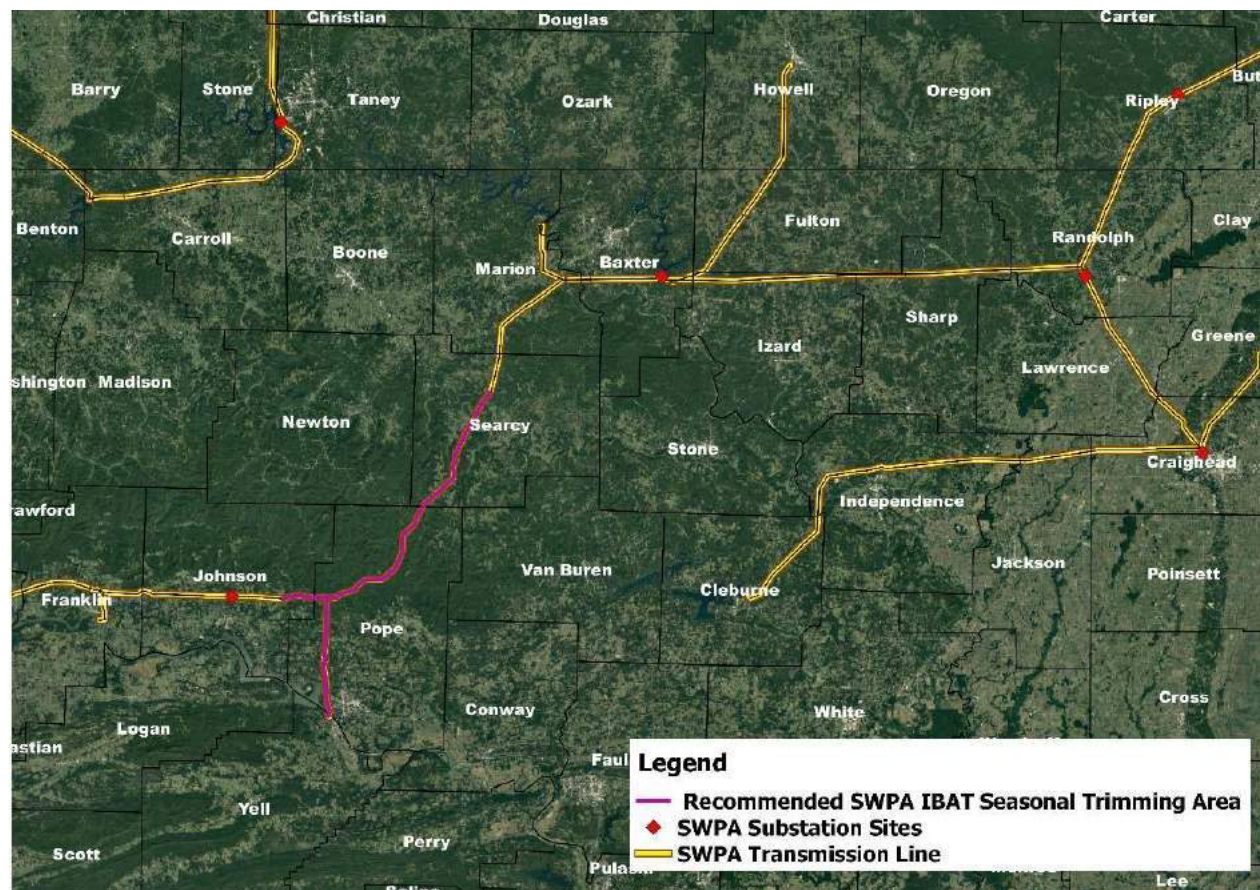 Christian
Douglas
Carter
Barry
Stone
Taney
Ozark
Howell
Oregon
Ripley
But
Benton
Carroll
Boone
Marion
Baxter
Fulton
Randolph
Clay
Sharp
Izard
Greene
Lawrence
shington
Madison
Newton
Searcy
Stone
Craighead
Independence
rawford
Johnson
Van Buren
Cleburne
Jackson
Poinsett
Franklin
Pope
Logan
Conway
White
Cross
astian
Faul
Yell
Perry
Scott
Pulaski
Lee
Legend
Recommended SWPA IBAT Seasonal Trimming Area
SWPA Substation Sites
SWPA Transmission Line